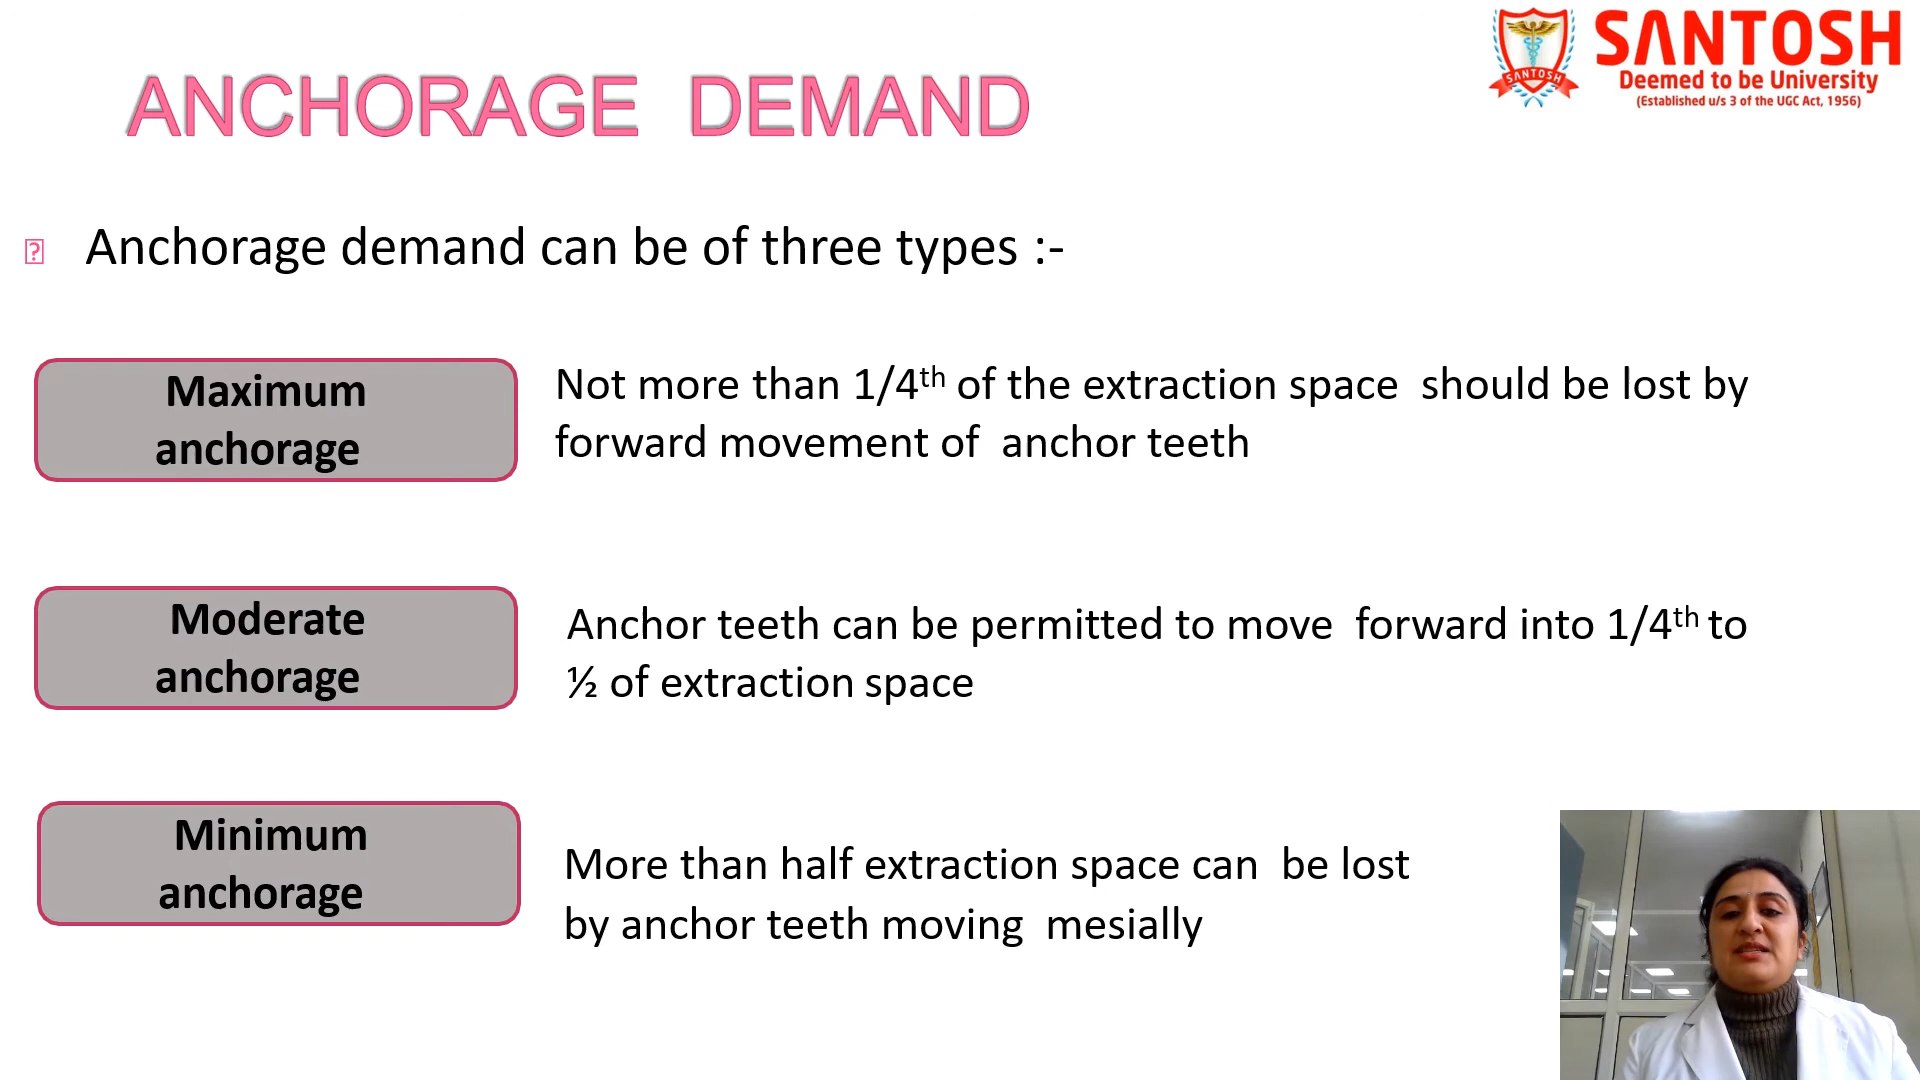 SANTOSH
Deemed to be University
(Established u/s 3 of the UGC Act, 1956)
SANTOSH
ANCHORAGE DEMAND
Anchorage demand can be of three types :-
Maximum
anchorage
Not more than 1/4th of the extraction space should be lost by
forward movement of anchor teeth
Moderate
anchorage
Anchor teeth can be permitted to move forward into 1/4th to
½ of extraction space
Minimum
anchorage
More than half extraction space can be lost
by anchor teeth moving mesially